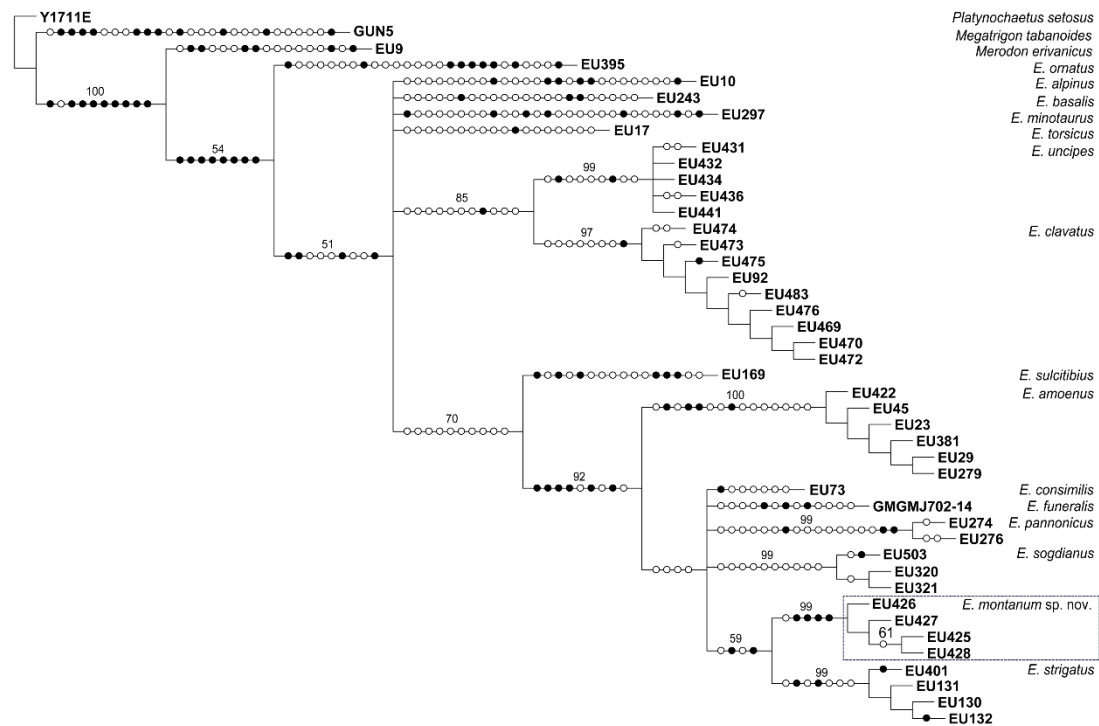 Y1711E Platynochaetus setosus
GUN5 Megatrigon tabanoides
EU9 Merodon erivanicus
EU395 E. ornatus
100
EU10 E. alpinus
EU243 E. basalis
EU297 E. minotaurus
EU17 E. torsicus
54
EU431 E. uncipes
EU432
99
EU434
85
EU436
EU441
EU474 E. clavatus
97
EU473
51
EU475
EU92
EU483
EU476
EU469
EU470
EU472
EU169 E. sulcitibius
EU422 E. amoenus
100
EU45
70
EU23
EU381
EU29
EU279
92
EU73 E. consimilis
GMGMJ702-14 E. funeralis
99
EU274 E. pannonicus
EU276
99
EU503 E. sogdianus
EU320
EU321
99
EU426 E. montanum sp. nov.
EU427
61
EU425
59
EU428
99
EU401 E. strigatus
EU131
EU130
EU132